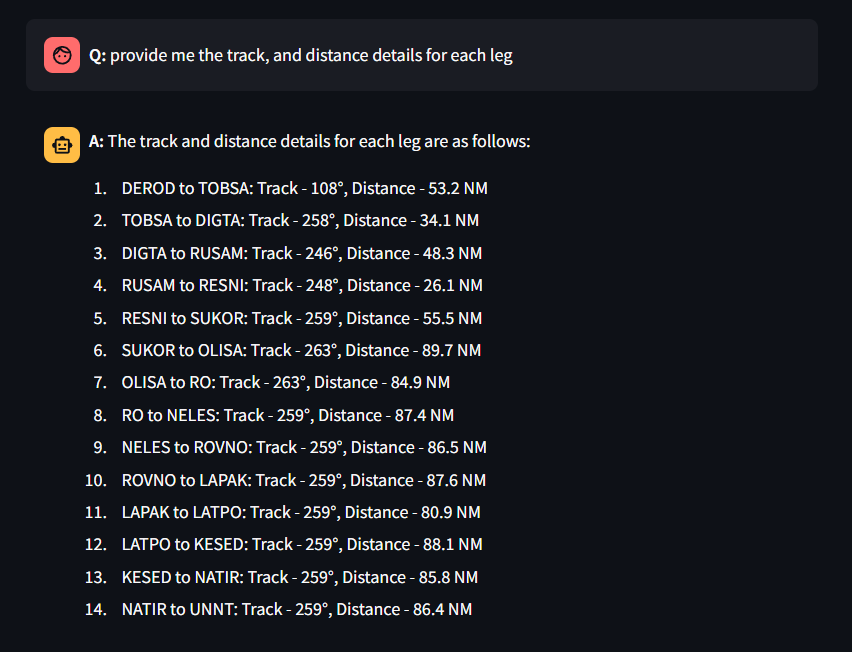 Q: provide me the track, and distance details for each leg
A: The track and distance details for each leg are as follows:
1. DEROD to TOBSA: Track - 108°, Distance - 53.2 NM
2. TOBSA to DIGTA: Track - 258°, Distance - 34.1 NM
3. DIGTA to RUSAM: Track - 246°, Distance - 48.3 NM
4. RUSAM to RESNI: Track - 248°, Distance - 26.1 NM
5. RESNI to SUKOR: Track - 259°, Distance - 55.5 NM
6. SUKOR to OLISA: Track - 263°, Distance - 89.7 NM
7. OLISA to RO: Track - 263°, Distance - 84.9 NM
8. RO to NELES: Track - 259°, Distance - 87.4 NM
9. NELES to ROVNO: Track - 259°, Distance - 86.5 NM
10. ROVNO to LAPAK: Track - 259°, Distance - 87.6 NM
11. LAPAK to LATPO: Track - 259°, Distance - 80.9 NM
12. LATPO to KESED: Track - 259°, Distance - 88.1 NM
13. KESED to NATIR: Track - 259°, Distance - 85.8 NM
14. NATIR to UNNT: Track - 259°, Distance - 86.4 NM